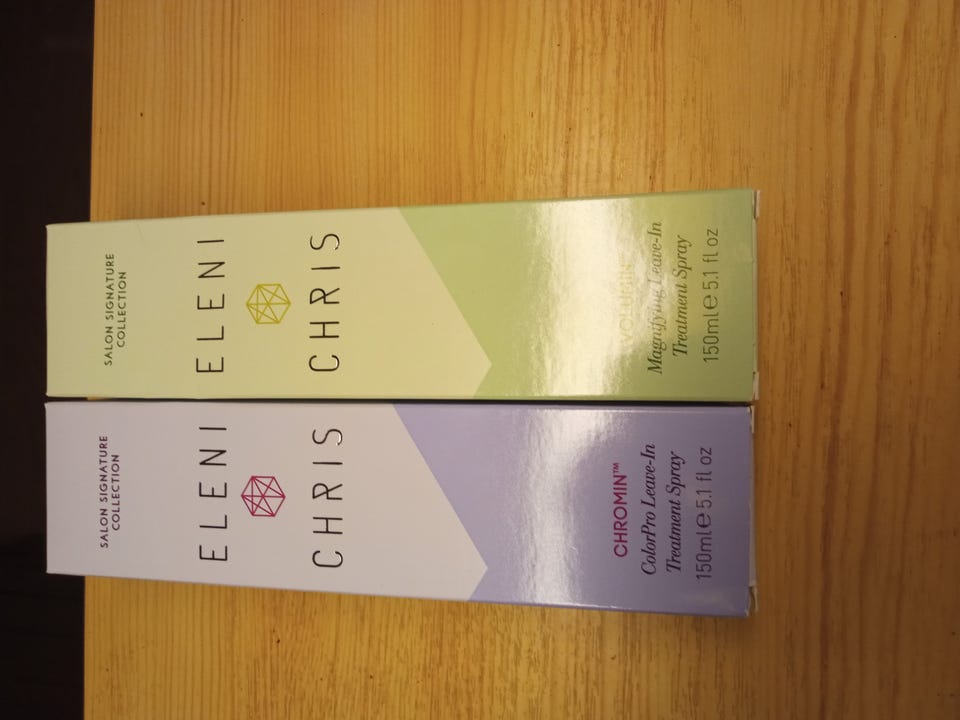 SALON SIGNATURE
COLLECTION
ELENI
CHRIS
CHROMIN™
ColorPro Leave-In
Treatment Spray
150ml℮ 5.1 fl oz
SALON SIGNATURE
COLLECTION
ELENI
CHRIS
VOLUMIN
Magnifying Leave-In
Treatment Spray
150ml℮ 5.1 fl oz